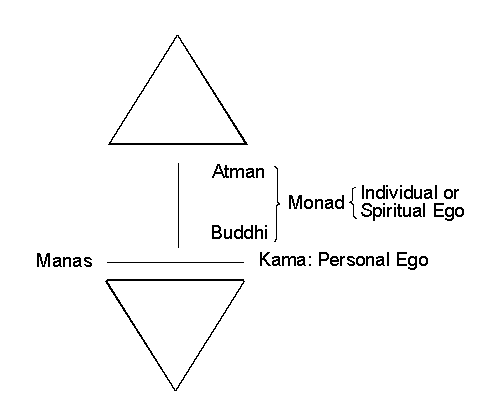 Atman
Monad
Individual or
Spiritual Ego
Buddhi
Manas
Kama: Personal Ego